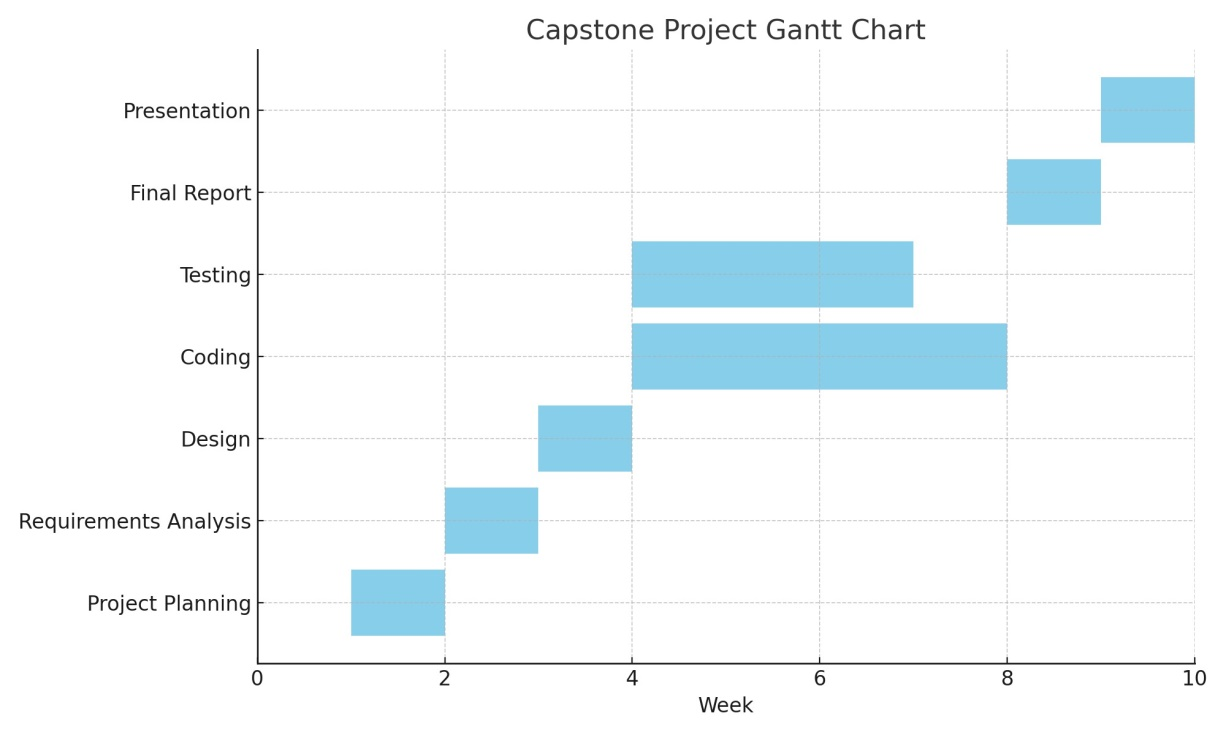 Capstone Project Gantt Chart
Presentation
Final Report
Testing
Coding
Design
Requirements Analysis
Project Planning
0 2 4 6 8 10
Week